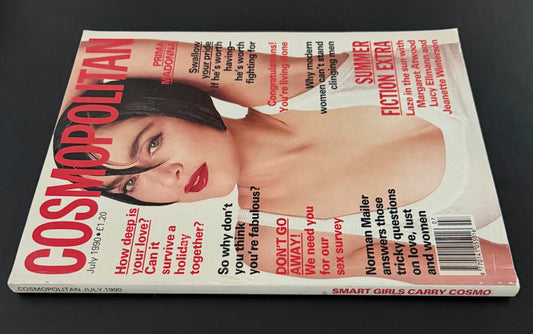 COSMOPOLITAN
July 1990•£1.20
PRIMA
MADONNA!
Swallow
your pride
If he's worth
having—
he's worth
fighting for
Congratulations!
You're living alone
Why modern
women can't stand
clinging men
SUMMER
FICTION EXTRA
Laze in the sun with
Margaret Atwood
Lucy Ellmann and
Jeanette Winterson
How deep is
your love?
Can it
survive a
holiday
together?
So why don't
you think
you're fabulous?
DON'T GO
AWAY!
We need you
for our
sex survey
Norman Mailer
answers those
tricky questions
on love, lust
and women
07
COSMOPOLITAN JULY 1990
SMART GIRLS CARRY COSMO